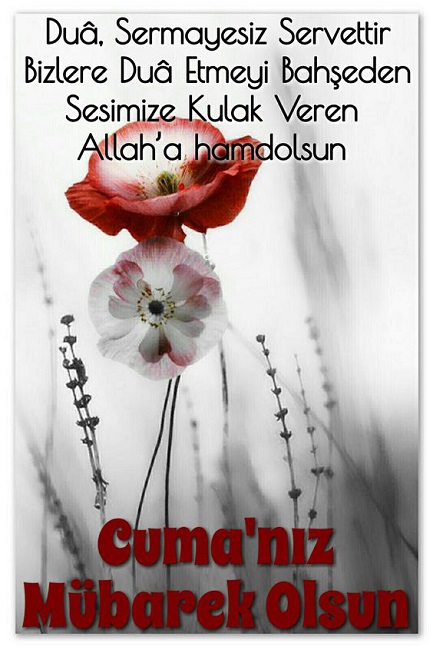 Duâ, Sermayesiz Servettir
Bizlere Duâ Etmeyi Bahşeden
Sesimize Kulak Veren
Allah'a hamdolsun
Cuma'nız
Mübarek Olsun